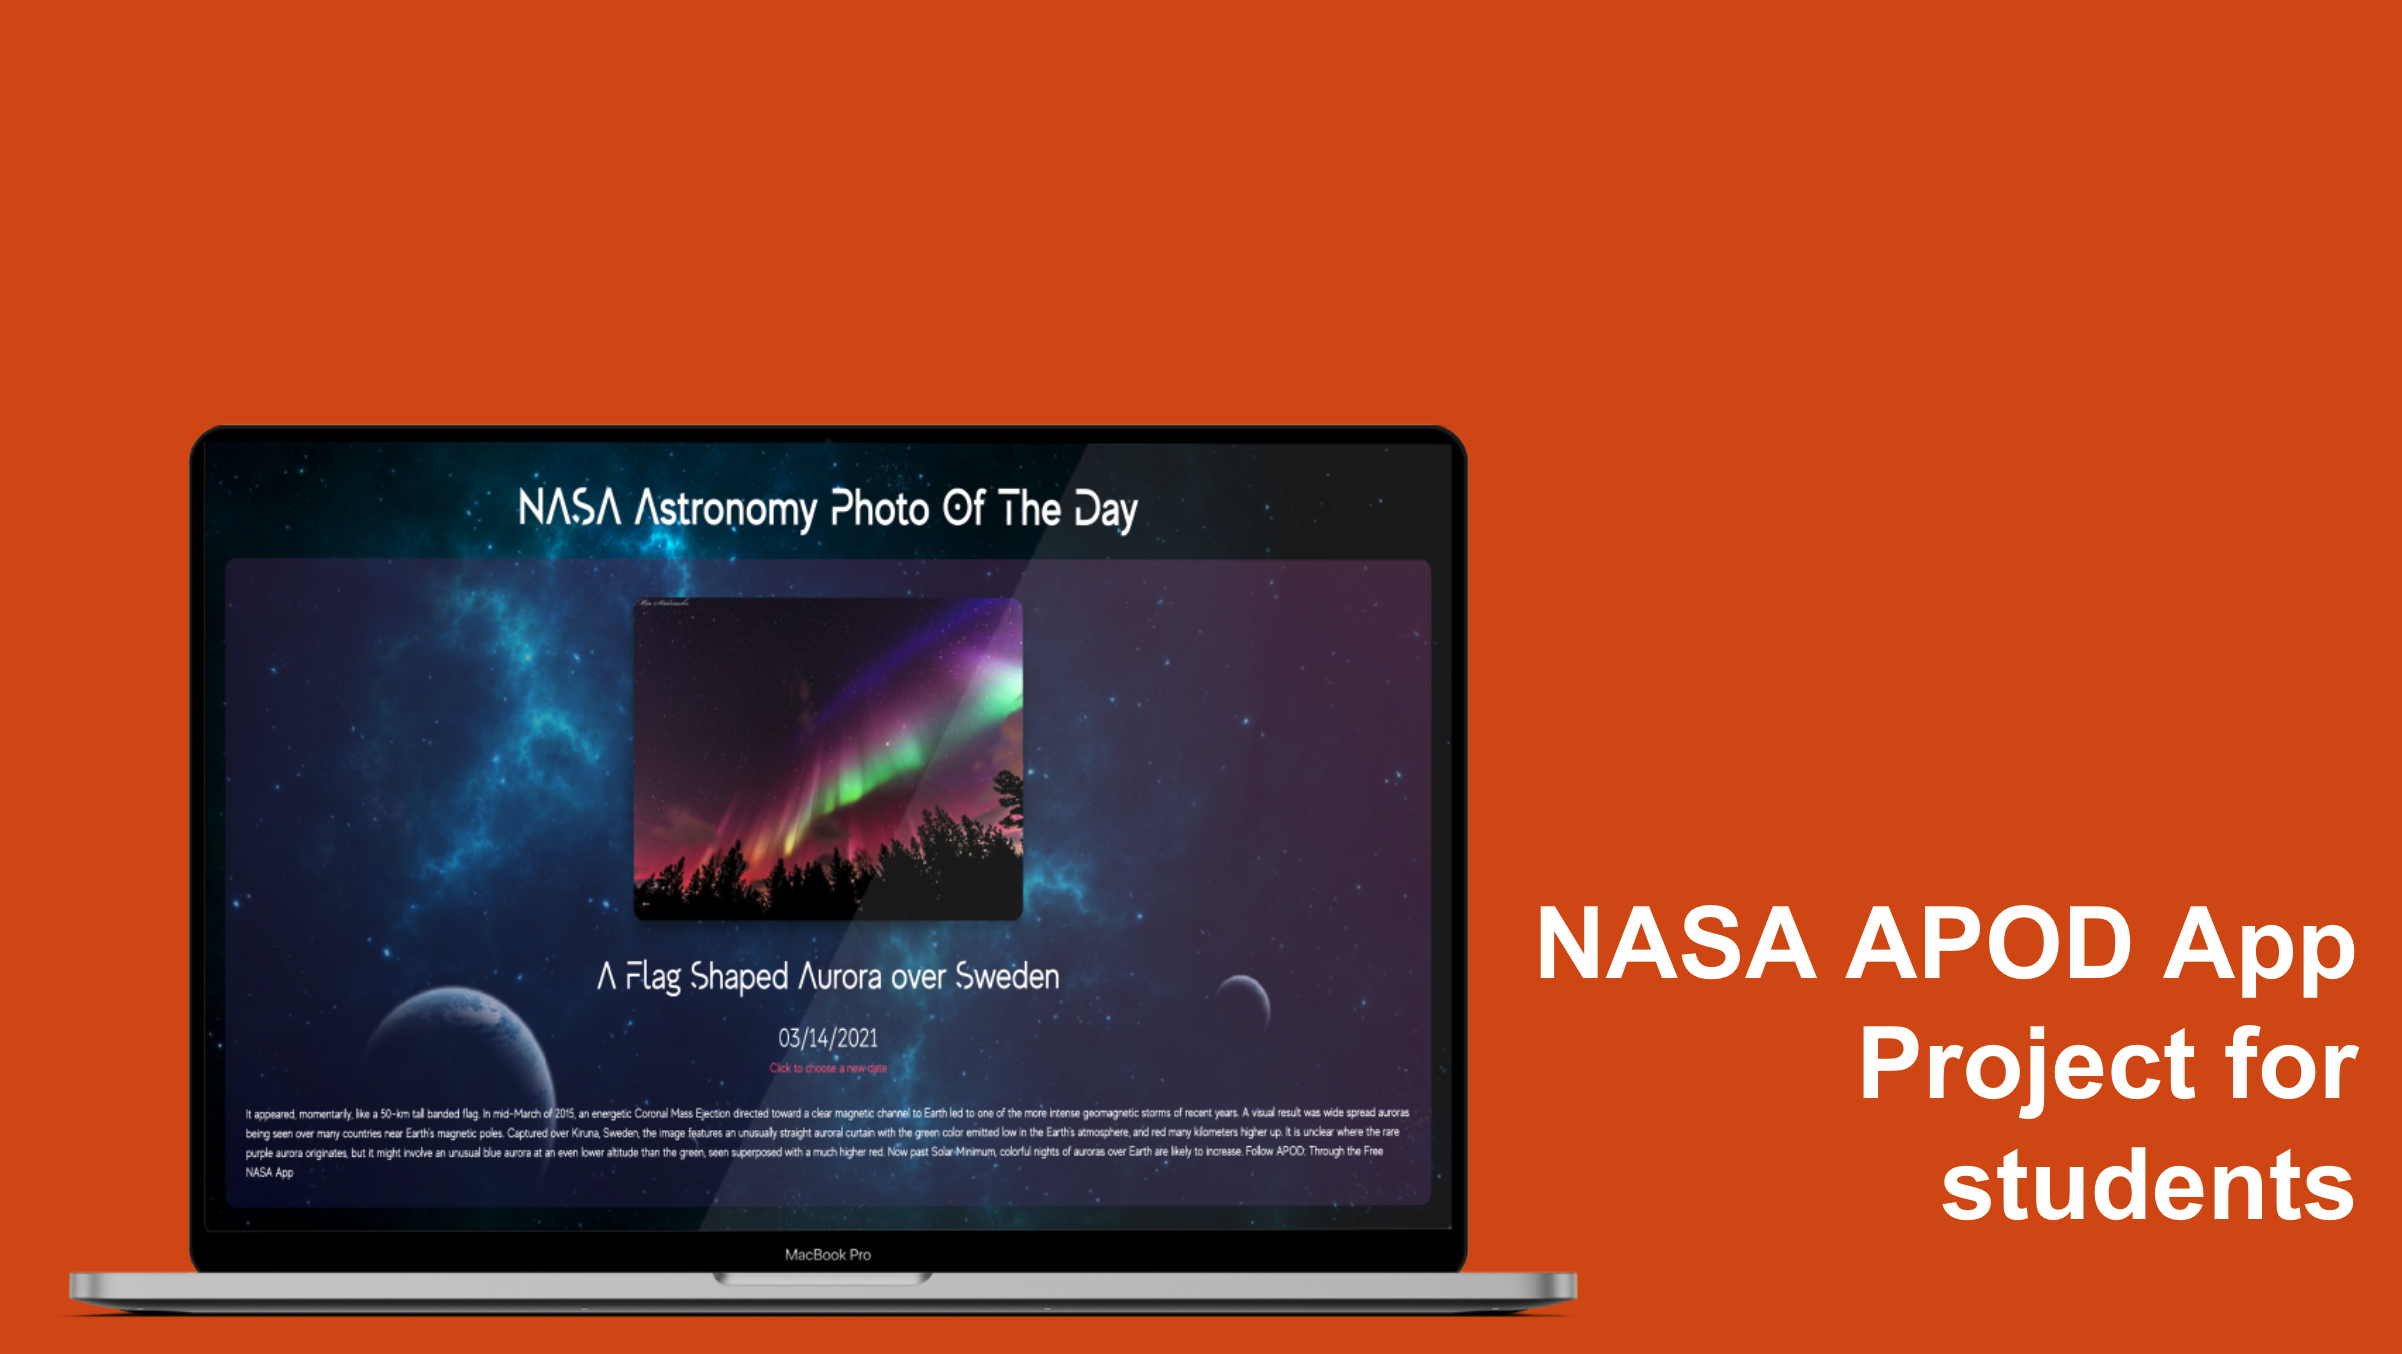 NASA Astronomy Photo Of The Day
A Flag Shaped Aurora over Sweden
03/14/2021
Click to choose a new date
It appeared, momentarily, like a 50-km tall banded flag. In mid-March of 2015, an energetic Coronal Mass Ejection directed toward a clear magnetic channel to Earth led to one of the more intense geomagnetic storms of recent years. A visual result was wide spread auroras
being seen over many countries near Earth's magnetic poles. Captured over Kiruna, Sweden, the image features an unusually straight auroral curtain with the green color emitted low in the Earth's atmosphere, and red many kilometers higher up. It is unclear where the rare
purple aurora originates, but it might involve an unusual blue aurora at an even lower altitude than the green, seen superposed with a much higher red. Now past Solar Minimum, colorful nights of auroras over Earth are likely to increase. Follow APOD: Through the Free
NASA App
MacBook Pro
NASA APOD App
Project for
students